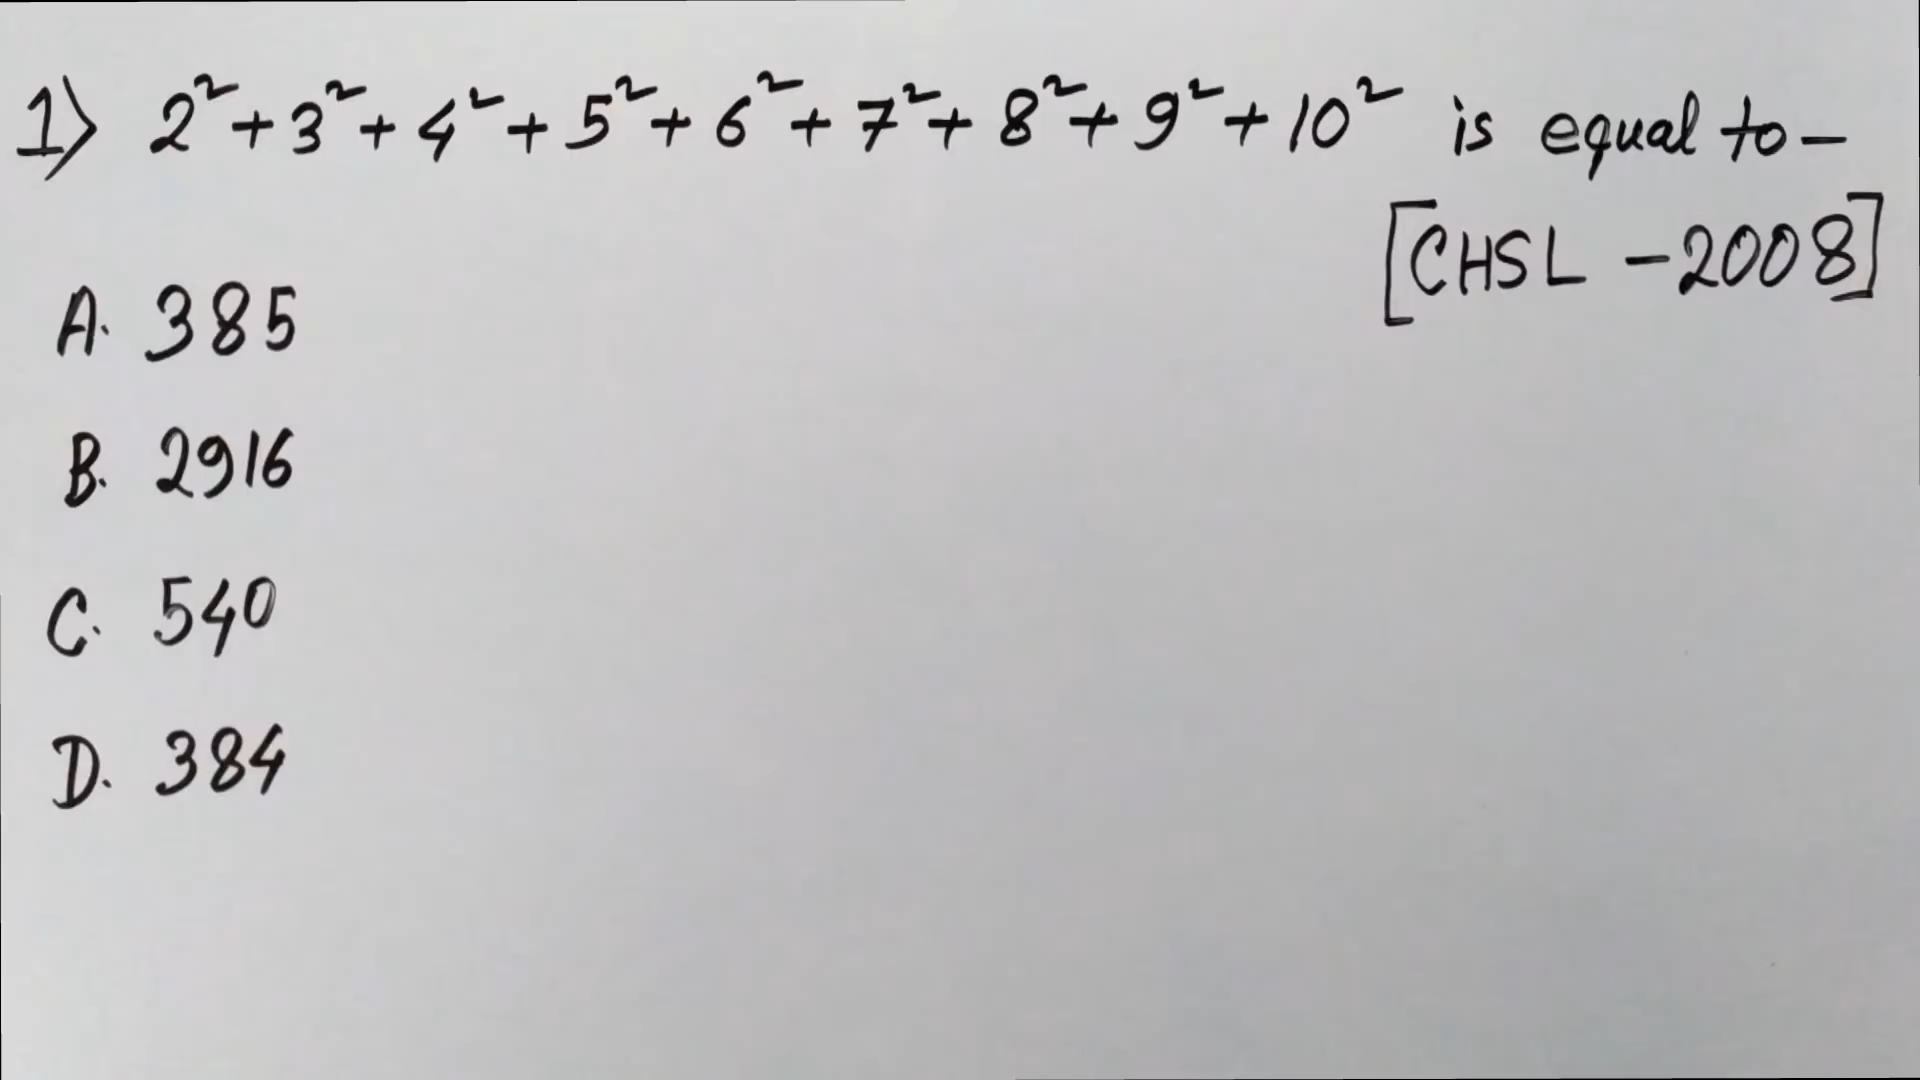 1) 2² + 3² + 4² + 5² + 6² + 7² + 8² + 9² + 10² is equal to –
[CHSL – 2008]
A. 385
B. 2916
C. 540
D. 384